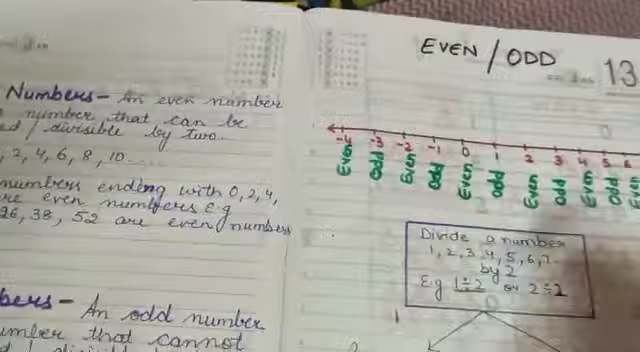 Numbers - An even number
number that can be
divisible by two.
2, 4, 6, 8, 10
numbers ending with 0, 2, 4,
are even numbers e.g
26, 38, 52 are even numbers
bers - An odd number
number that cannot
EVEN / ODD
13
-4 -3 -2 -1 0 1 2 3 4 5 6
Even Odd Even Odd Even Odd Even Odd Even Odd Even
Divide a number
1, 2, 3, 4, 5, 6, 7
by 2
E.g 1÷2 or 2÷2
1